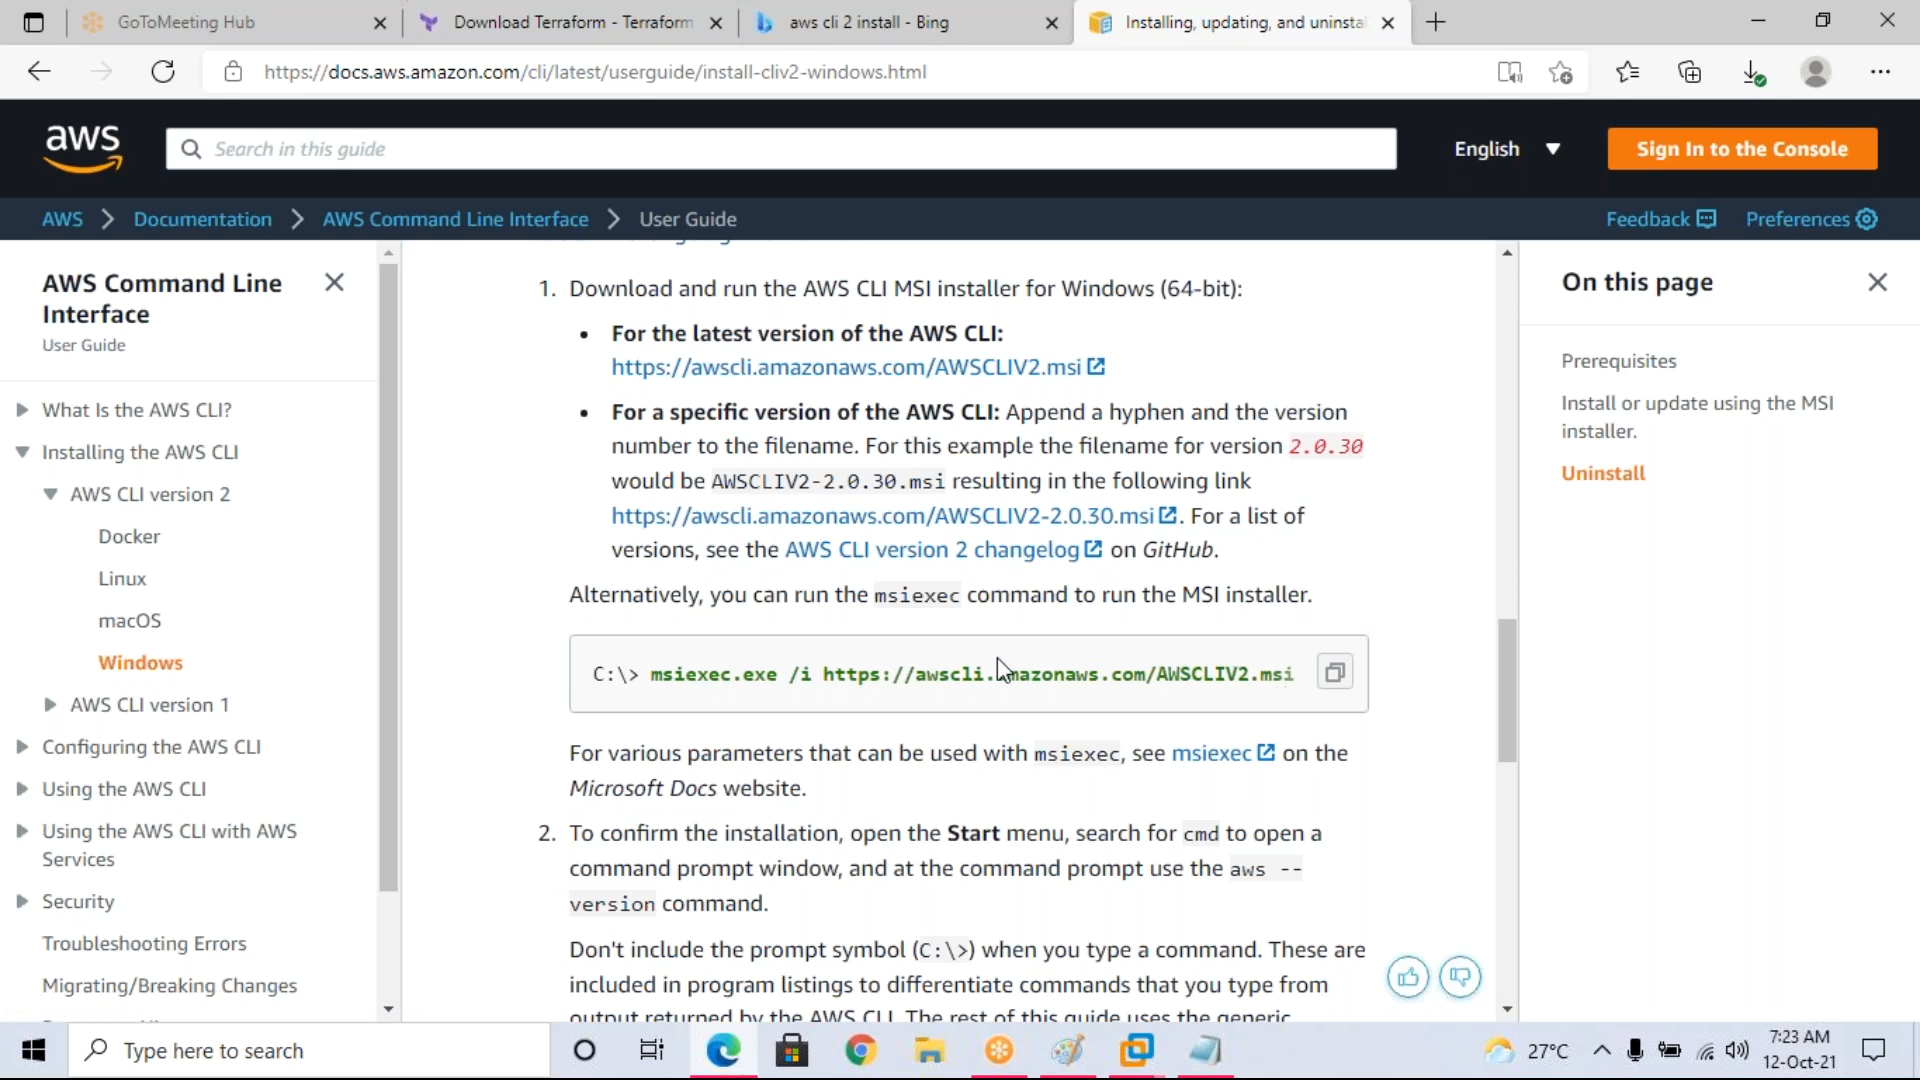 GoToMeeting Hub
Download Terraform - Terraform
aws cli 2 install - Bing
Installing, updating, and uninsta
https://docs.aws.amazon.com/cli/latest/userguide/install-cliv2-windows.html
aws
Search in this guide
English
Sign In to the Console
AWS
Documentation
AWS Command Line Interface
User Guide
Feedback
Preferences
AWS Command Line
Interface
User Guide
What Is the AWS CLI?
Installing the AWS CLI
AWS CLI version 2
Docker
Linux
macOS
Windows
AWS CLI version 1
Configuring the AWS CLI
Using the AWS CLI
Using the AWS CLI with AWS
Services
Security
Troubleshooting Errors
Migrating/Breaking Changes
1. Download and run the AWS CLI MSI installer for Windows (64-bit):
• For the latest version of the AWS CLI:
https://awscli.amazonaws.com/AWSCLIV2.msi
• For a specific version of the AWS CLI: Append a hyphen and the version
number to the filename. For this example the filename for version 2.0.30
would be AWSCLIV2-2.0.30.msi resulting in the following link
https://awscli.amazonaws.com/AWSCLIV2-2.0.30.msi. For a list of
versions, see the AWS CLI version 2 changelog on GitHub.
Alternatively, you can run the msiexec command to run the MSI installer.
C:\> msiexec.exe /i https://awscli.amazonaws.com/AWSCLIV2.msi
For various parameters that can be used with msiexec, see msiexec on the
Microsoft Docs website.
2. To confirm the installation, open the Start menu, search for cmd to open a
command prompt window, and at the command prompt use the aws --
version command.
Don't include the prompt symbol (C:\>) when you type a command. These are
included in program listings to differentiate commands that you type from
output returned by the AWS CLI. The rest of this guide uses the generic
On this page
Prerequisites
Install or update using the MSI
installer.
Uninstall
Type here to search
27°C
7:23 AM
12-Oct-21